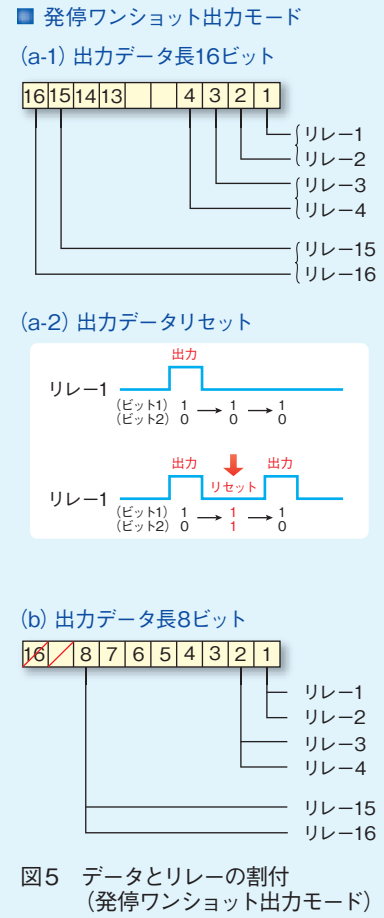 ■ 発停ワンショット出力モード
(a-1) 出力データ長16ビット
16 15 14 13 4 3 2 1
リレー1
リレー2
リレー3
リレー4
リレー15
リレー16
(a-2) 出力データリセット
出力
リレー1
(ビット1) 1 → 1 → 1
(ビット2) 0 0 0
出力 リセット 出力
リレー1
(ビット1) 1 → 1 → 1
(ビット2) 0 1 0
(b) 出力データ長8ビット
16 8 7 6 5 4 3 2 1
リレー1
リレー2
リレー3
リレー4
リレー15
リレー16
図5 データとリレーの割付
(発停ワンショット出力モード)